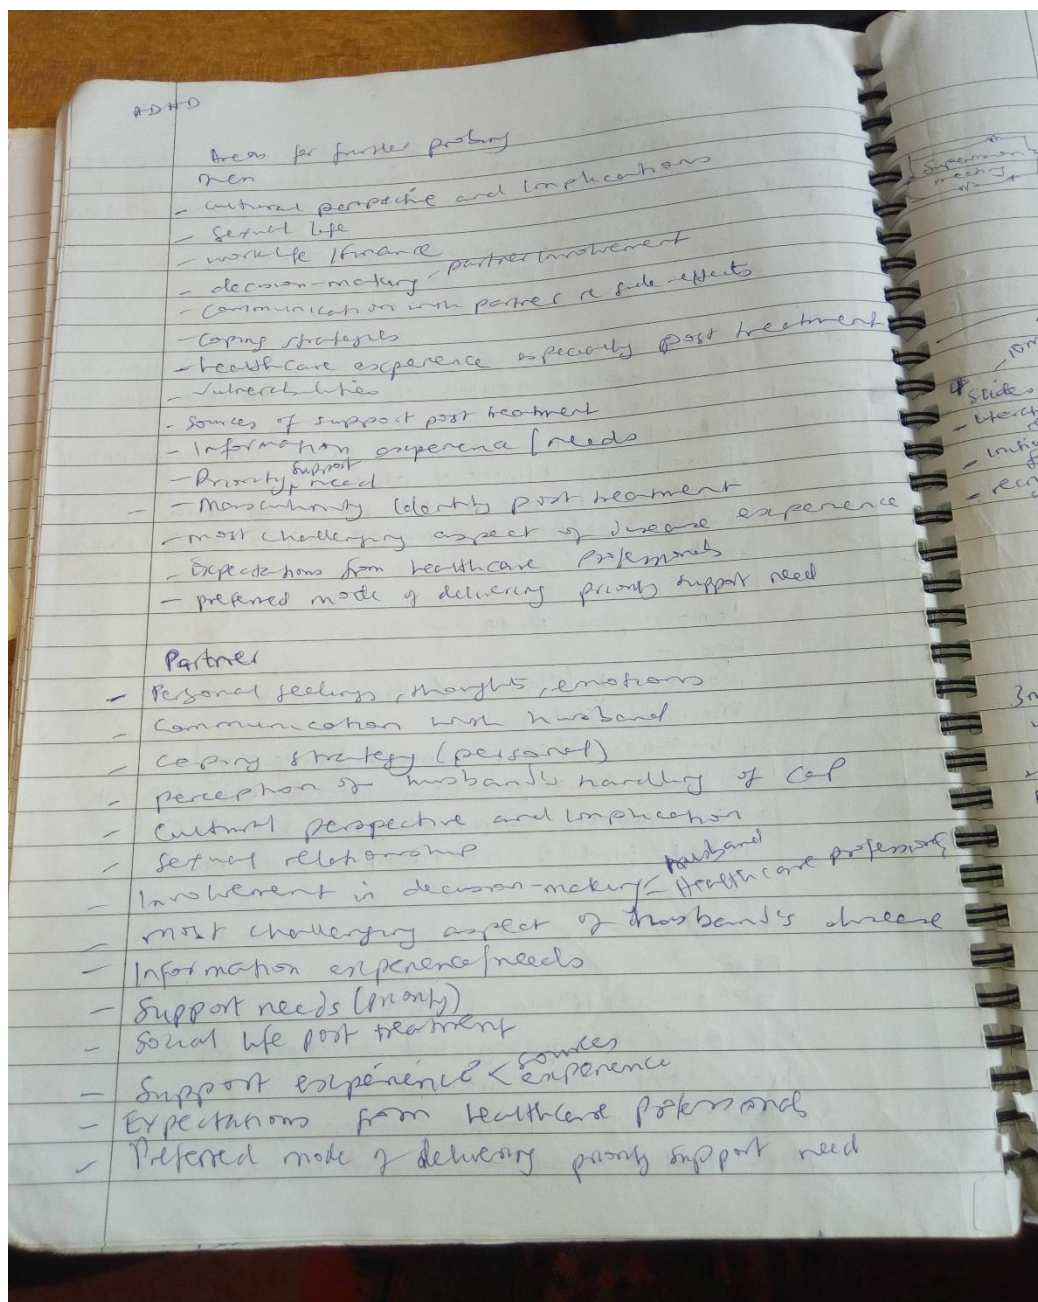 ADHD
Areas for further probing
Men
- Cultural perspective and implications
- Sexual life
- work life / finance
- decision-making - partner involvement
- Communication with partner re side effects
- Coping strategies
- healthcare experience especially post treatment
- Vulnerabilities
- Sources of support post treatment
- Information experience/needs
- Priority support need
- Masculinity identity post treatment
- most challenging aspect of disease experience
- Expectations from healthcare professionals
- preferred mode of delivering priority support need
Partner
- Personal feelings, thoughts, emotions
- Communication with husband
- Coping strategy (personal)
- perception of husband's handling of CaP
- Cultural perspective and implication
- Sexual relationship
- Involvement in decision-making < husband
Healthcare professional
- most challenging aspect of husband's disease
- Information experience/needs
- Support needs (priority)
- Social life post treatment
- Support experience < sources
experience
- Expectations from healthcare professionals
- Preferred mode of delivering priority support need
meeting
slides